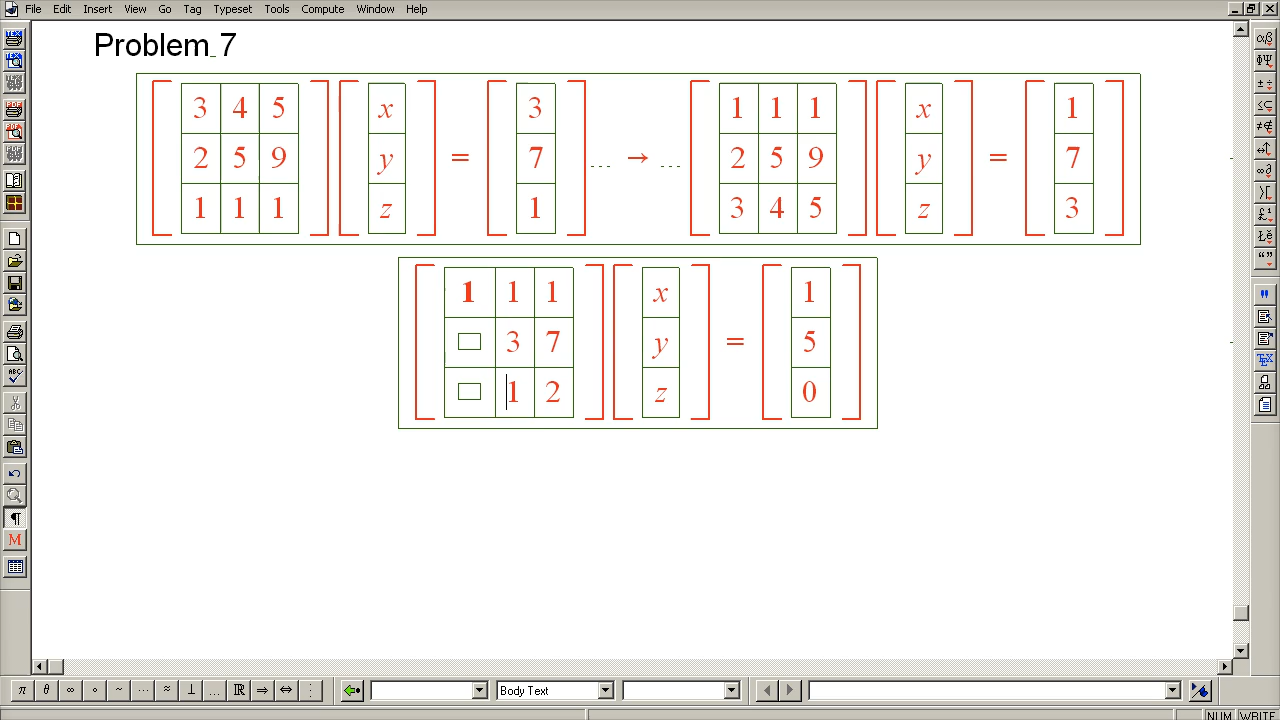 File Edit Insert View Go Tag Typeset Tools Compute Window Help
Problem 7
[3 4 5] [x] = [3] ... → ... [1 1 1] [x] = [1]
[2 5 9] [y] [7] [2 5 9] [y] [7]
[1 1 1] [z] [1] [3 4 5] [z] [3]
[1 1 1] [x] = [1]
[□ 3 7] [y] [5]
[□ 1 2] [z] [0]
π θ ∞ ∘ ~ ⋯ ≈ ⊥ … ℝ ⇒ ⇔ ⋮
Body Text
NUM WRITE